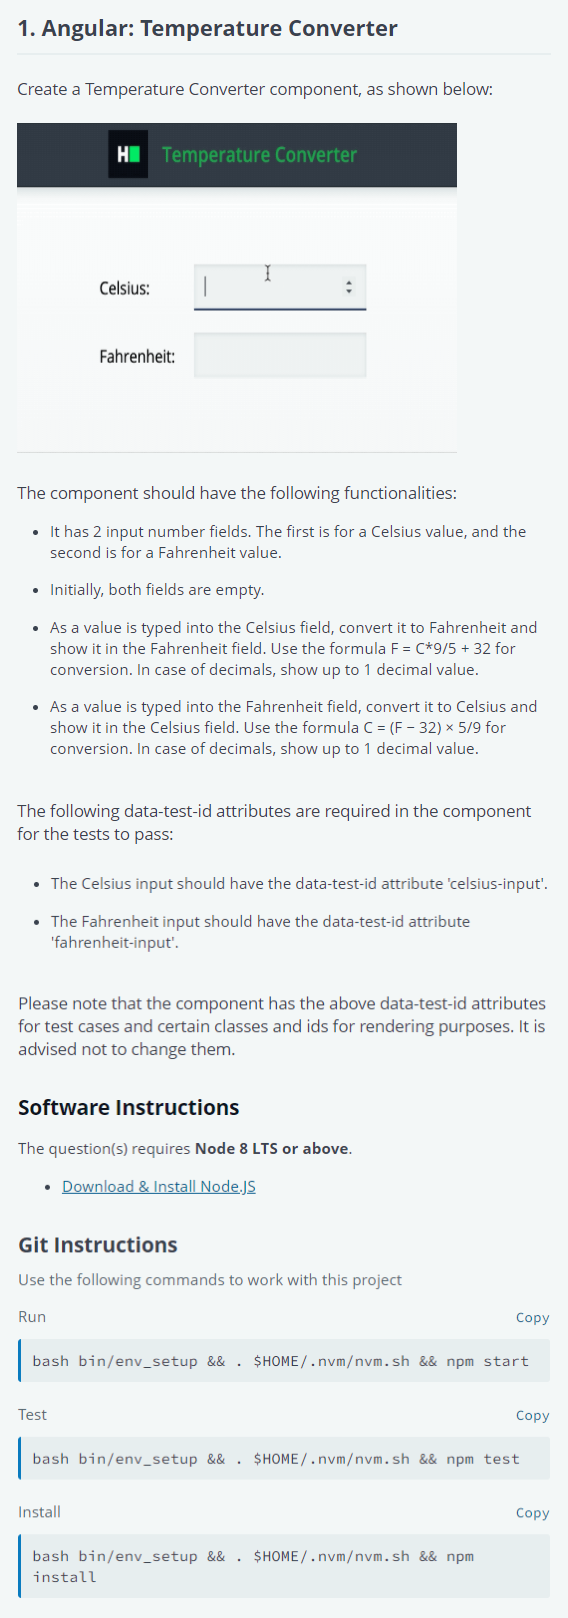 1. Angular: Temperature Converter
Create a Temperature Converter component, as shown below:
H
Temperature Converter
Celsius:
Fahrenheit:
The component should have the following functionalities:
• It has 2 input number fields. The first is for a Celsius value, and the
second is for a Fahrenheit value.
• Initially, both fields are empty.
• As a value is typed into the Celsius field, convert it to Fahrenheit and
show it in the Fahrenheit field. Use the formula F = C*9/5 + 32 for
conversion. In case of decimals, show up to 1 decimal value.
• As a value is typed into the Fahrenheit field, convert it to Celsius and
show it in the Celsius field. Use the formula C = (F − 32) × 5/9 for
conversion. In case of decimals, show up to 1 decimal value.
The following data-test-id attributes are required in the component
for the tests to pass:
• The Celsius input should have the data-test-id attribute 'celsius-input'.
• The Fahrenheit input should have the data-test-id attribute
'fahrenheit-input'.
Please note that the component has the above data-test-id attributes
for test cases and certain classes and ids for rendering purposes. It is
advised not to change them.
Software Instructions
The question(s) requires Node 8 LTS or above.
• Download & Install Node.JS
Git Instructions
Use the following commands to work with this project
Run
Copy
bash bin/env_setup && . $HOME/.nvm/nvm.sh && npm start
Test
Copy
bash bin/env_setup && . $HOME/.nvm/nvm.sh && npm test
Install
Copy
bash bin/env_setup && . $HOME/.nvm/nvm.sh && npm
install